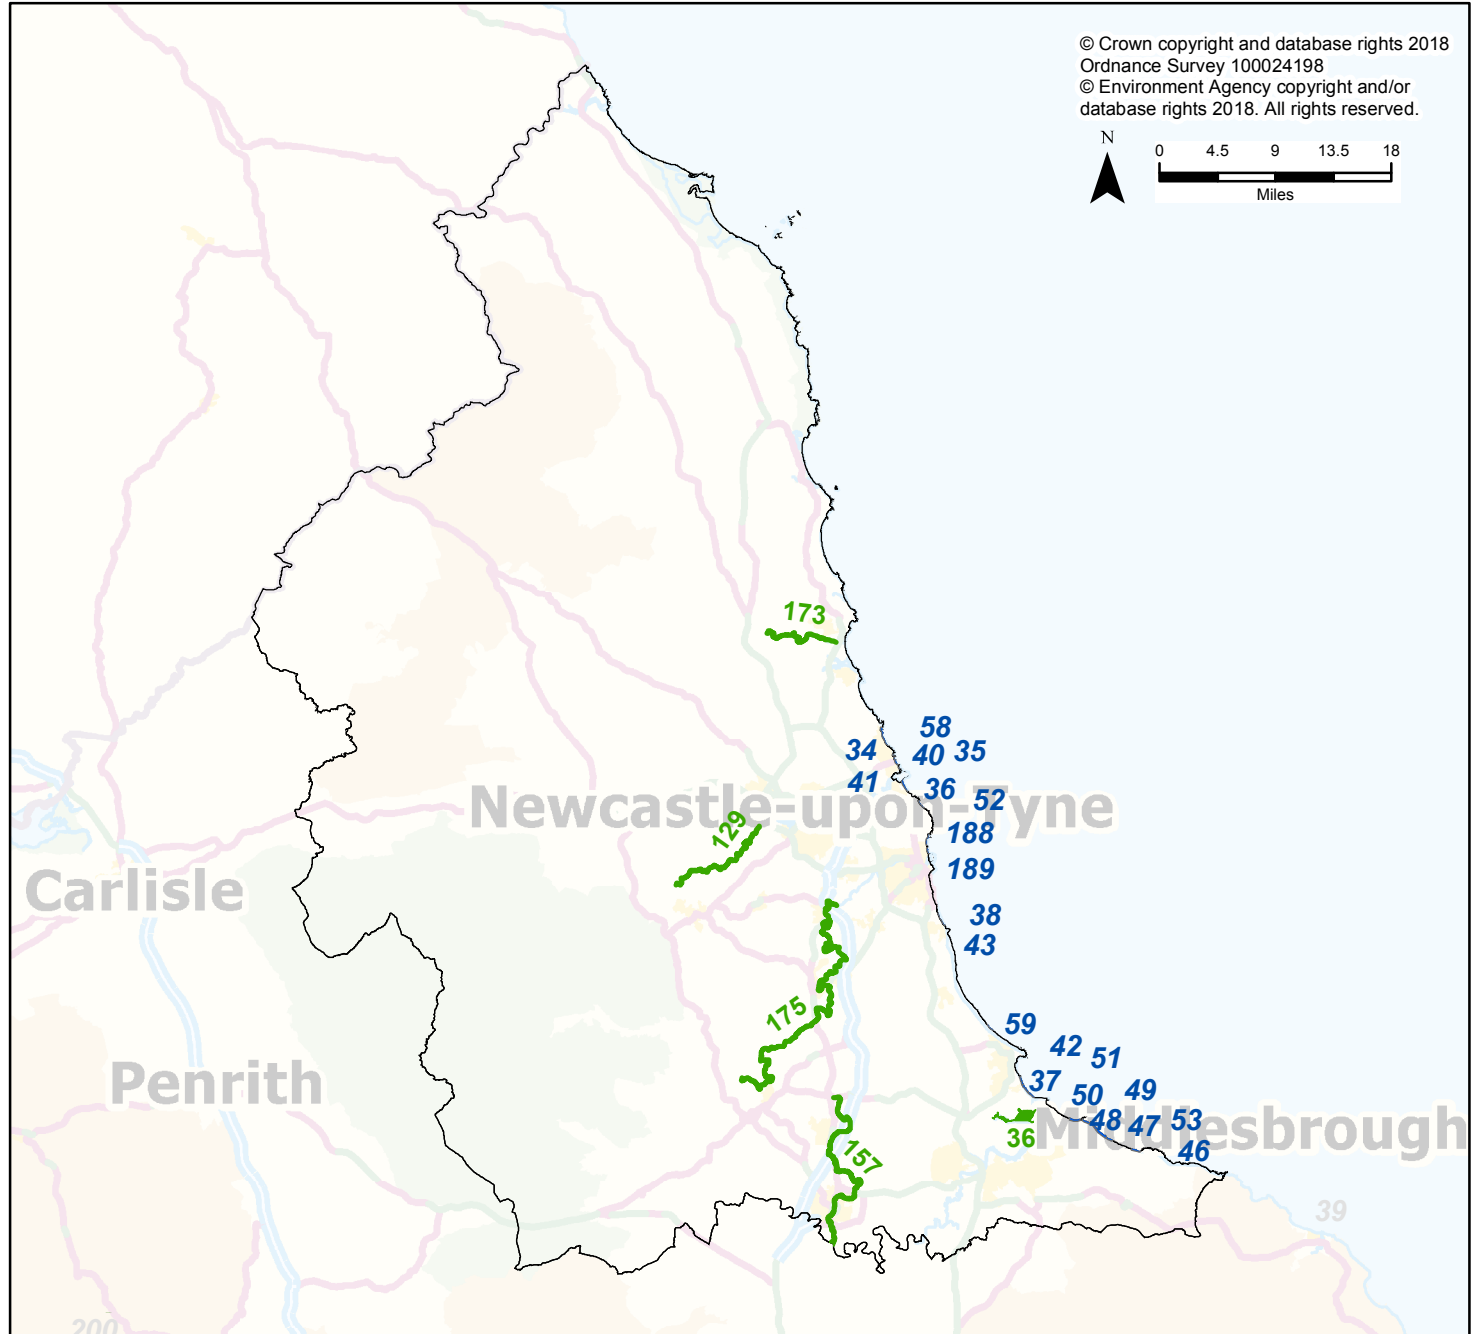 © Crown copyright and database rights 2018
Ordnance Survey 100024198
© Environment Agency copyright and/or
database rights 2018. All rights reserved.
N
0 4.5 9 13.5 18
Miles
173
58
34 40 35
41 36 52
Newcastle-upon-Tyne
129
188
189
Carlisle
38
43
175
59
42 51
Penrith
37 50 49
48 47 53
36 Middlesbrough
46
157
39
200